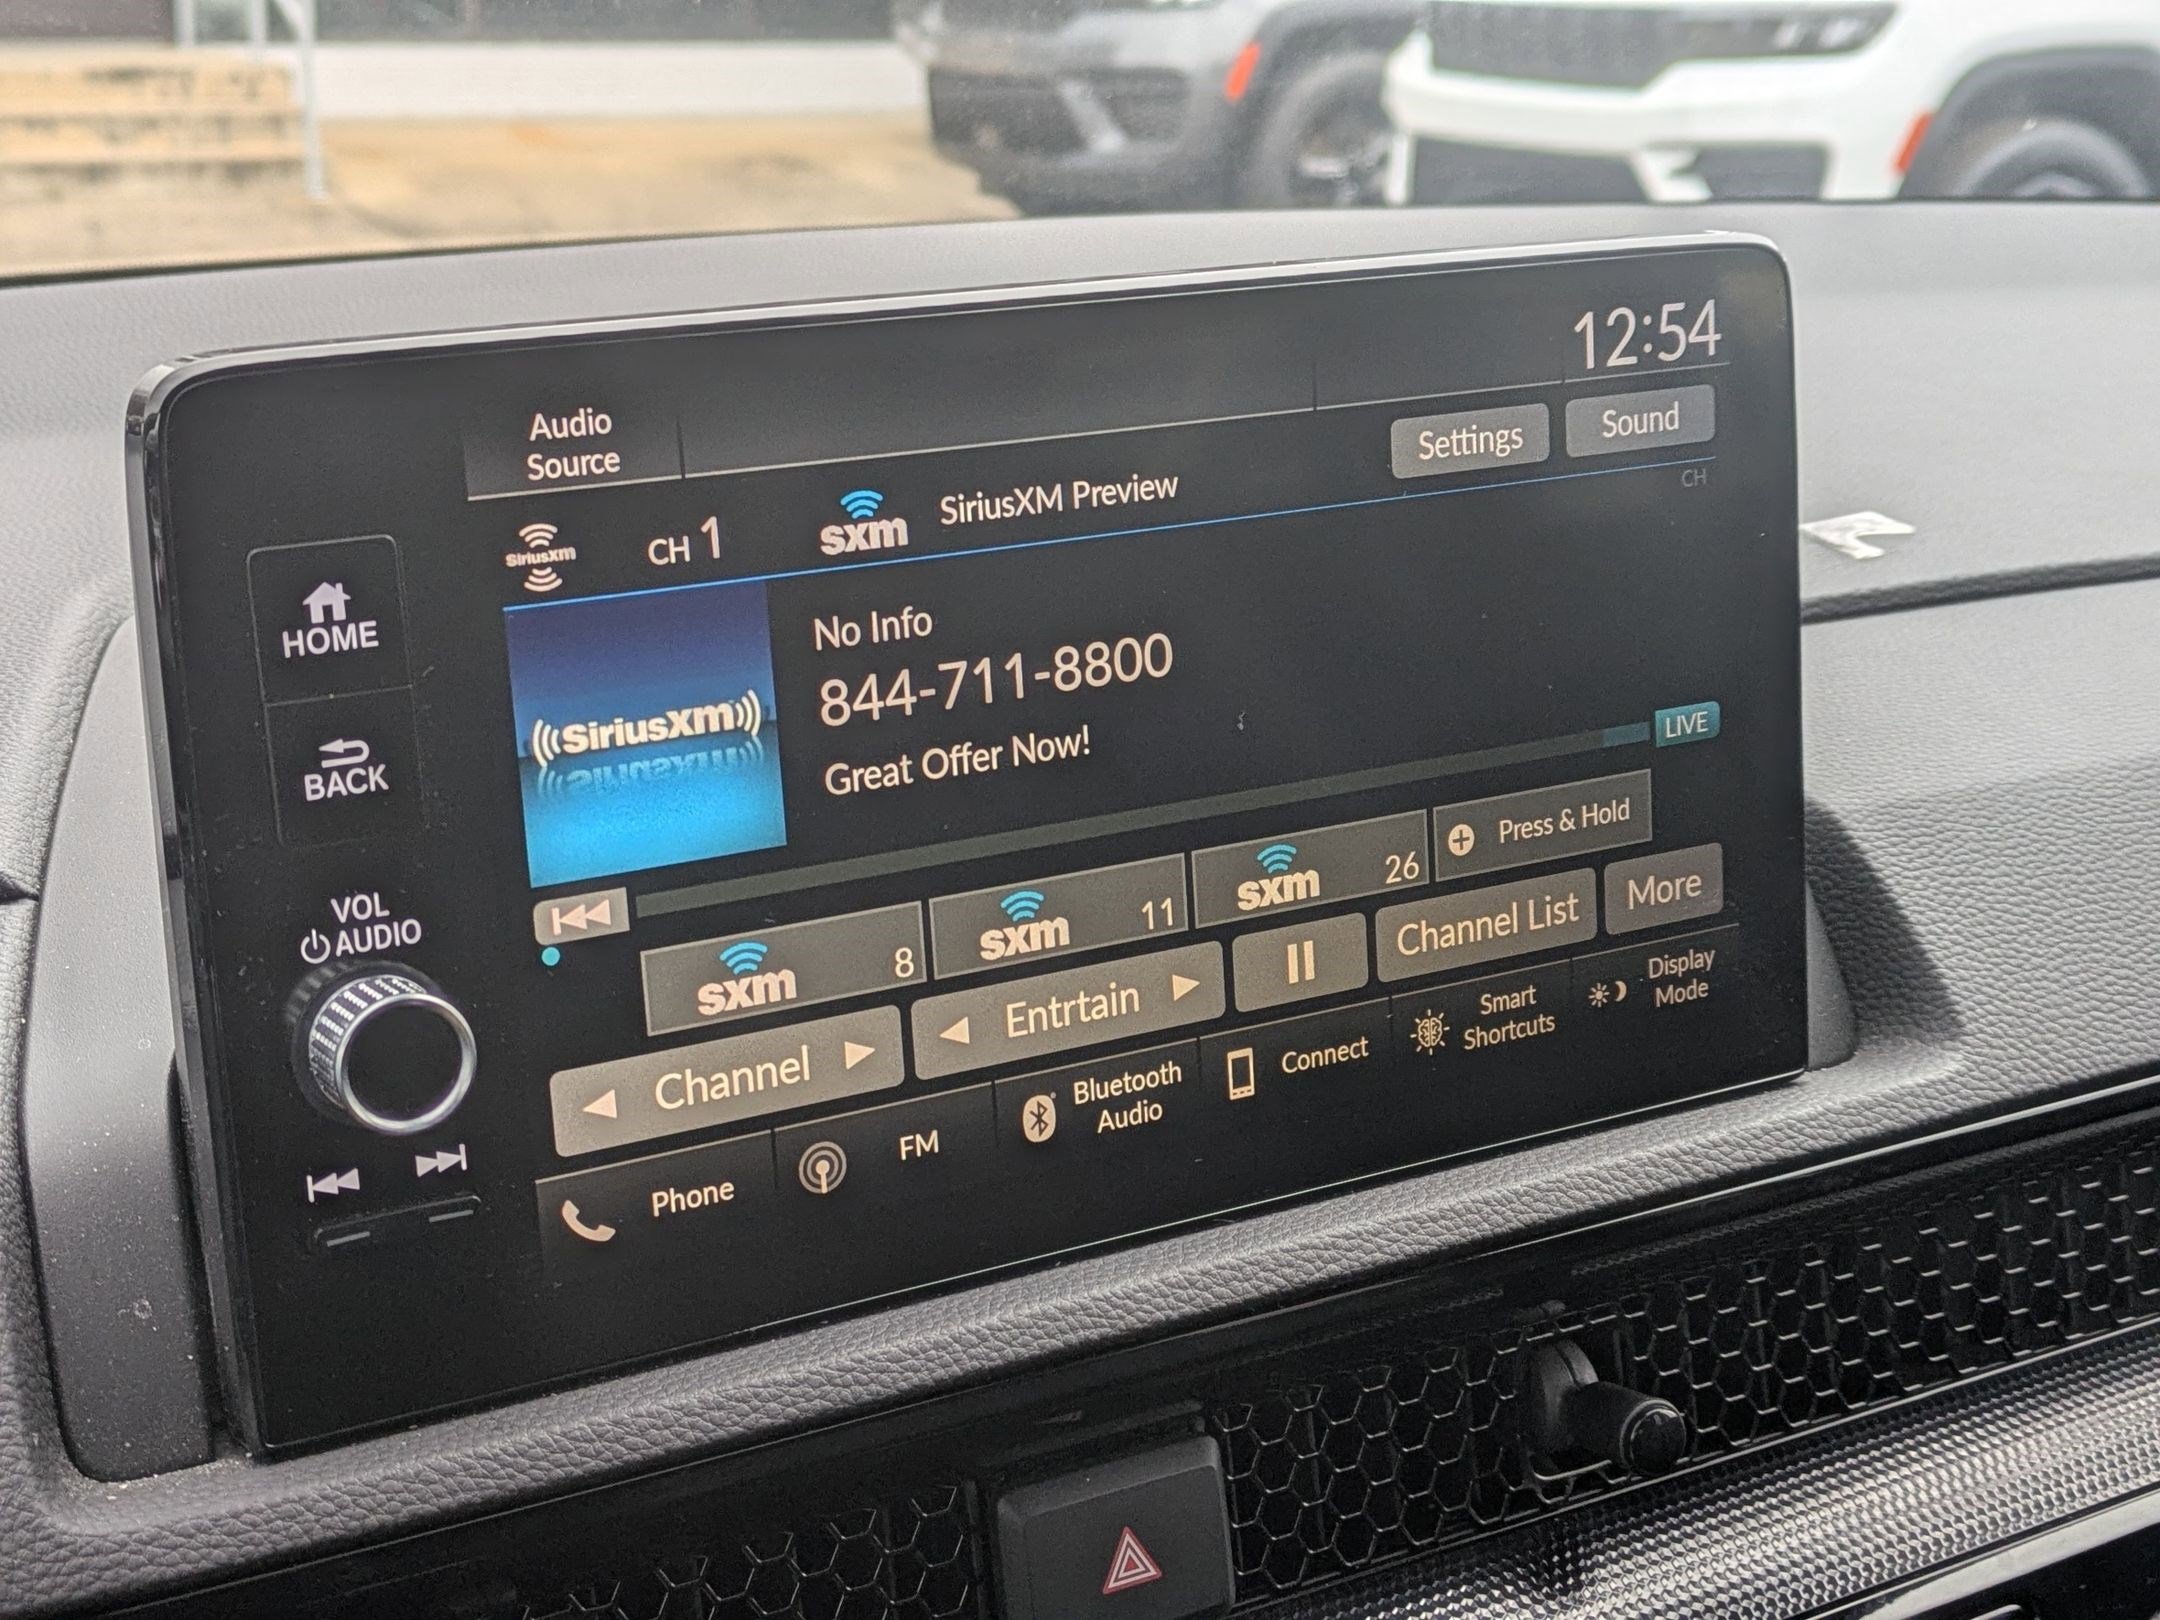 12:54
Audio
Source
Settings
Sound
SiriusXm
CH 1
sxm
SiriusXM Preview
CH
HOME
BACK
VOL
AUDIO
((SiriusXm))
No Info
844-711-8800
Great Offer Now!
LIVE
sxm 8
sxm 11
sxm 26
Press & Hold
Channel
Entrtain
Channel List
More
Phone
FM
Bluetooth
Audio
Connect
Smart
Shortcuts
Display
Mode